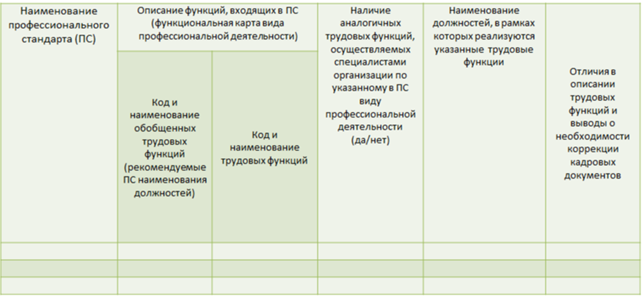 Наименование
профессионального
стандарта (ПС)
Описание функций, входящих в ПС
(функциональная карта вида
профессиональной деятельности)
Код и
наименование
обобщенных
трудовых
функций
(рекомендуемые
ПС наименования
должностей)
Код и
наименование
трудовых функций
Наличие
аналогичных
трудовых функций,
осуществляемых
специалистами
организации по
указанному в ПС
виду
профессиональной
деятельности
(да/нет)
Наименование
должностей, в рамках
которых реализуются
указанные трудовые
функции
Отличия в
описании
трудовых
функций и
выводы о
необходимости
коррекции
кадровых
документов